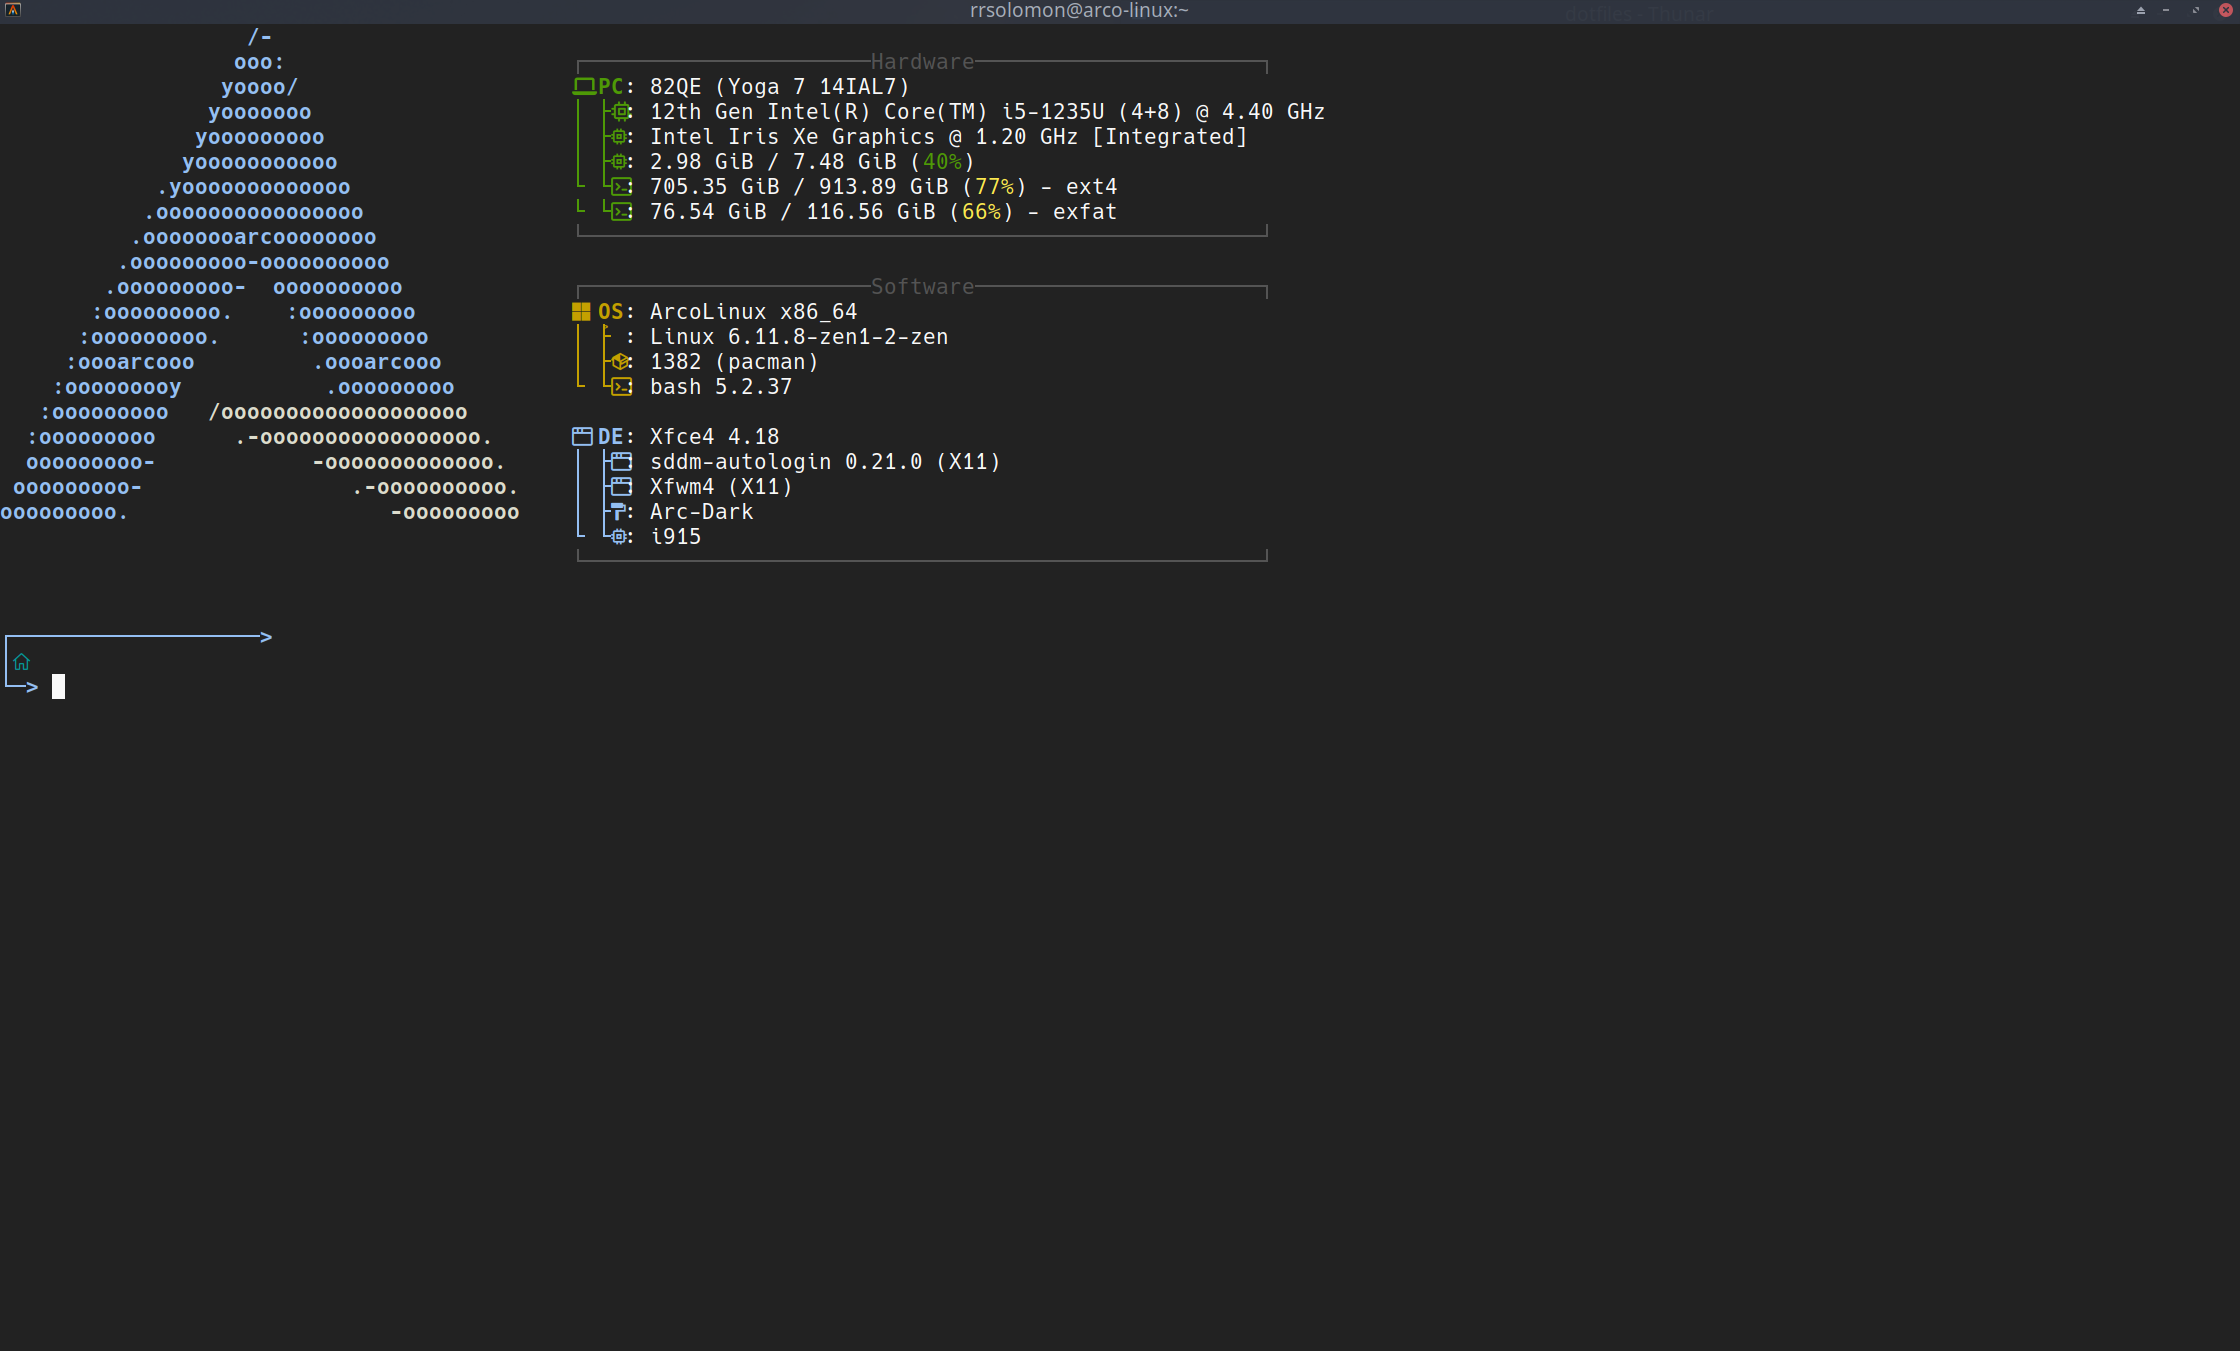 rrsolomon@arco-linux:~
dotfiles - Thunar
/-
ooo:
yoooo/
yooooooo
yooooooooo
yooooooooooo
.yooooooooooooo
.oooooooooooooooo
.ooooooooarcoooooooo
.ooooooooo-oooooooooo
.ooooooooo- oooooooooo
:ooooooooo. :ooooooooo
:ooooooooo. :ooooooooo
:oooarcooo .oooarcooo
:ooooooooy .ooooooooo
:ooooooooo /ooooooooooooooooooo
:ooooooooo .-ooooooooooooooooo.
ooooooooo- -ooooooooooooo.
ooooooooo- .-oooooooooo.
ooooooooo. -ooooooooo
Hardware
PC: 82QE (Yoga 7 14IAL7)
: 12th Gen Intel(R) Core(TM) i5-1235U (4+8) @ 4.40 GHz
: Intel Iris Xe Graphics @ 1.20 GHz [Integrated]
: 2.98 GiB / 7.48 GiB (40%)
: 705.35 GiB / 913.89 GiB (77%) - ext4
: 76.54 GiB / 116.56 GiB (66%) - exfat
Software
OS: ArcoLinux x86_64
: Linux 6.11.8-zen1-2-zen
: 1382 (pacman)
: bash 5.2.37
DE: Xfce4 4.18
: sddm-autologin 0.21.0 (X11)
: Xfwm4 (X11)
: Arc-Dark
: i915
>
>